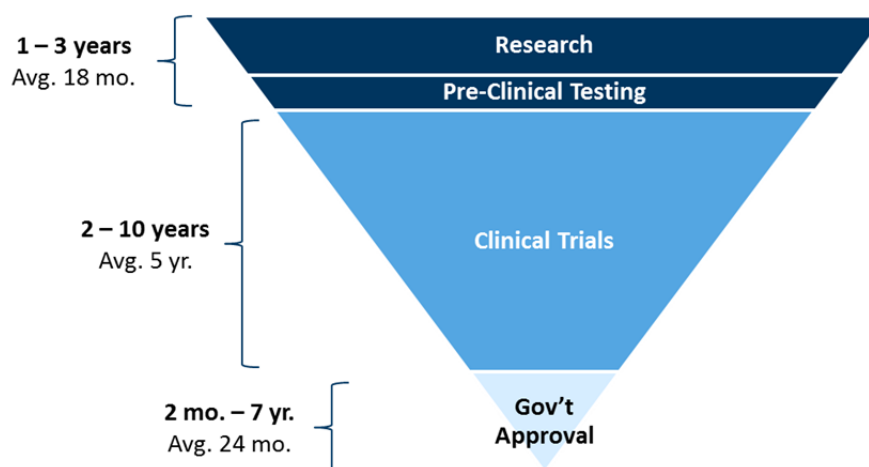 1 – 3 years
Avg. 18 mo.
Research
Pre-Clinical Testing
2 – 10 years
Avg. 5 yr.
Clinical Trials
2 mo. – 7 yr.
Avg. 24 mo.
Gov’t
Approval